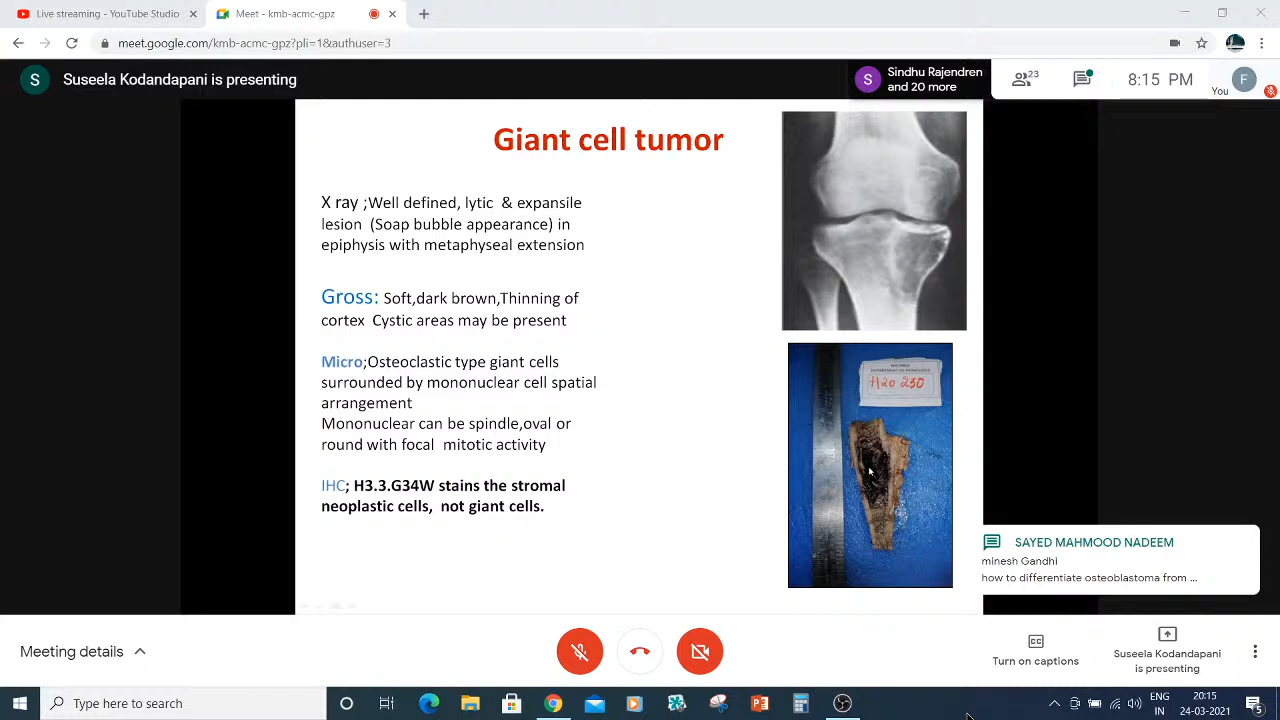 Live streaming - YouTube Studio
Meet - kmb-acmc-gpz
meet.google.com/kmb-acmc-gpz?pli=1&authuser=3
S
Suseela Kodandapani is presenting
S
Sindhu Rajendren
and 20 more
23
8:15 PM
You
F
Giant cell tumor
X ray ;Well defined, lytic & expansile
lesion (Soap bubble appearance) in
epiphysis with metaphyseal extension
Gross: Soft,dark brown,Thinning of
cortex Cystic areas may be present
Micro;Osteoclastic type giant cells
surrounded by mononuclear cell spatial
arrangement
Mononuclear can be spindle,oval or
round with focal mitotic activity
IHC; H3.3.G34W stains the stromal
neoplastic cells, not giant cells.
DEPARTMENT OF PATHOLOGY
H20 250
SAYED MAHMOOD NADEEM
minesh Gandhi
how to differentiate osteoblastoma from ...
Meeting details
Turn on captions
Suseela Kodandapani
is presenting
Type here to search
ENG
IN
20:15
24-03-2021
5